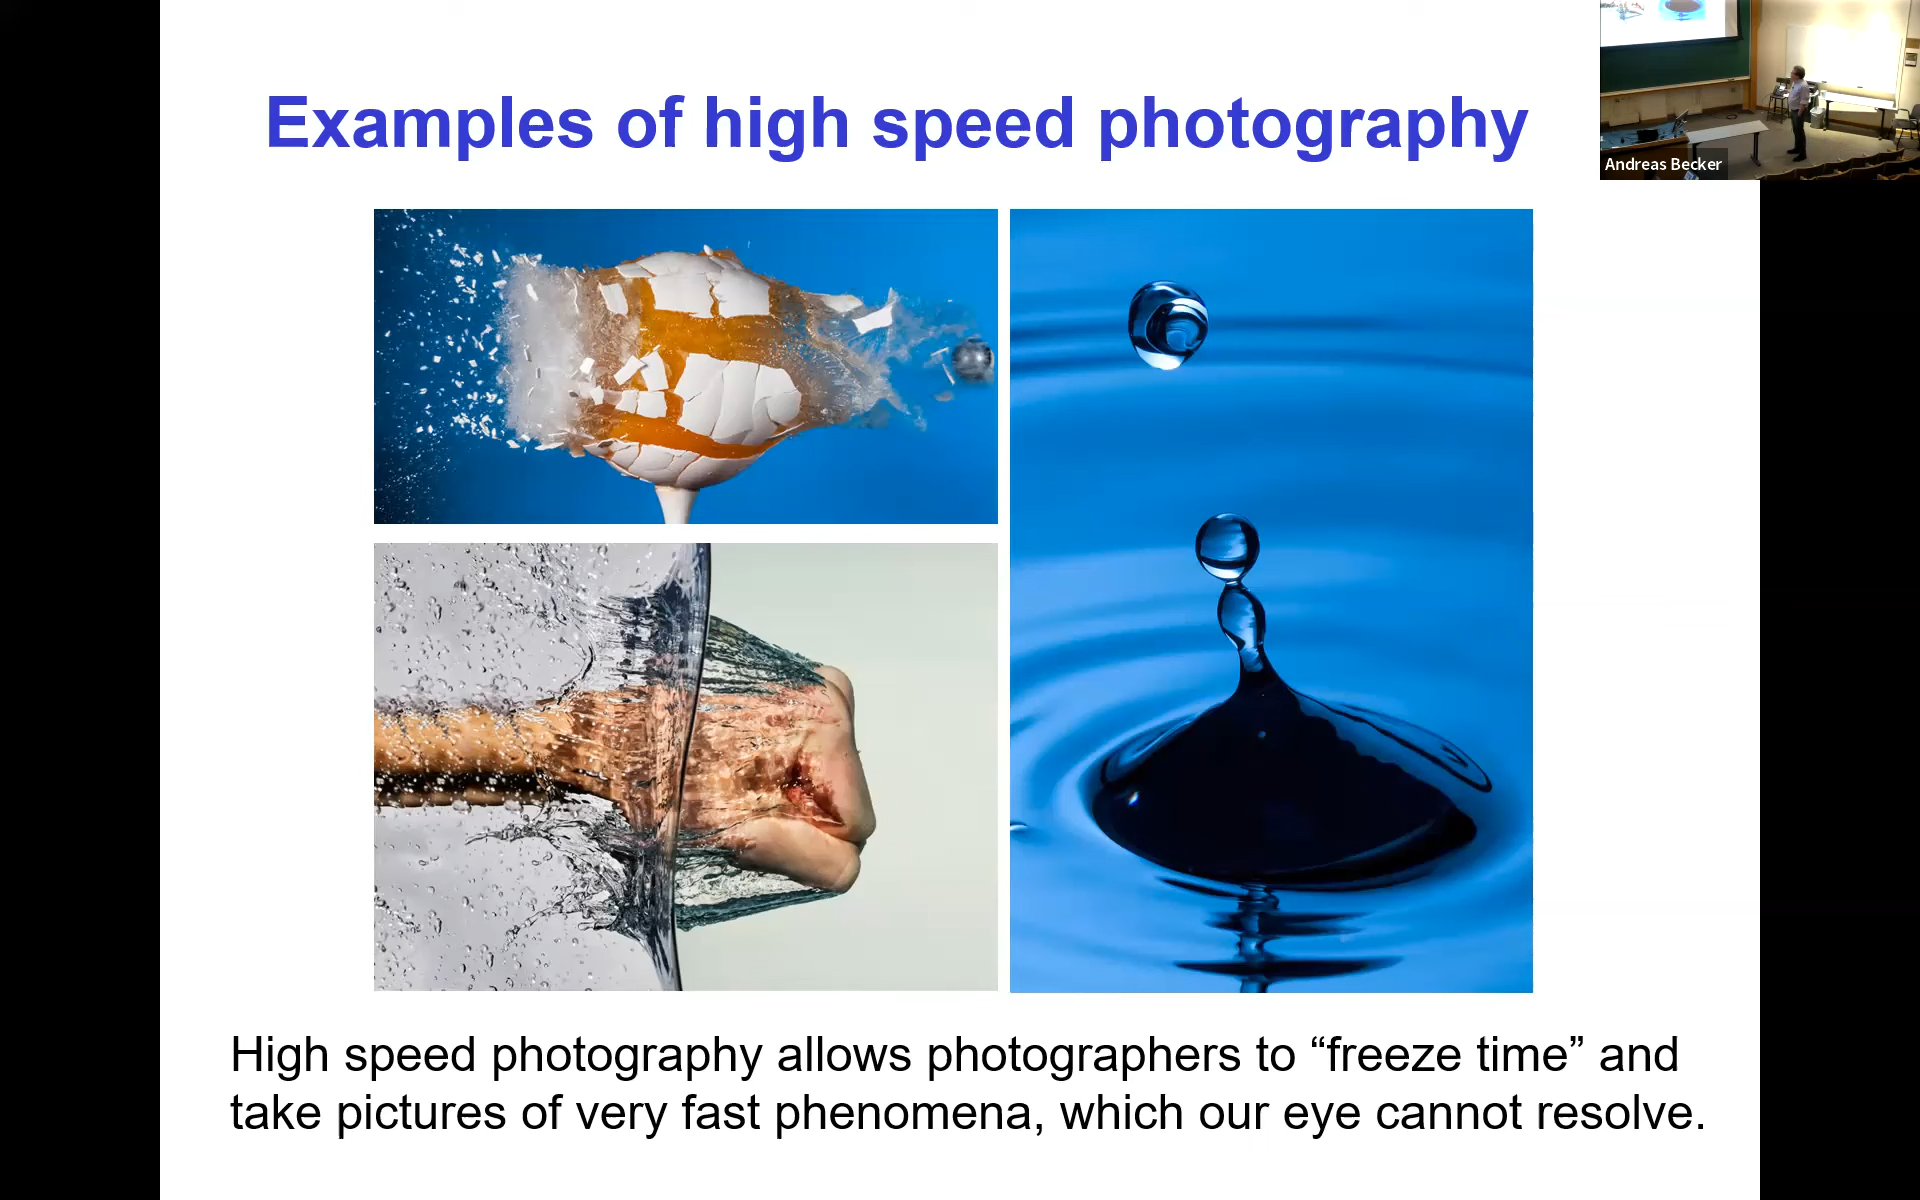 Examples of high speed photography
Andreas Becker
High speed photography allows photographers to “freeze time” and
take pictures of very fast phenomena, which our eye cannot resolve.